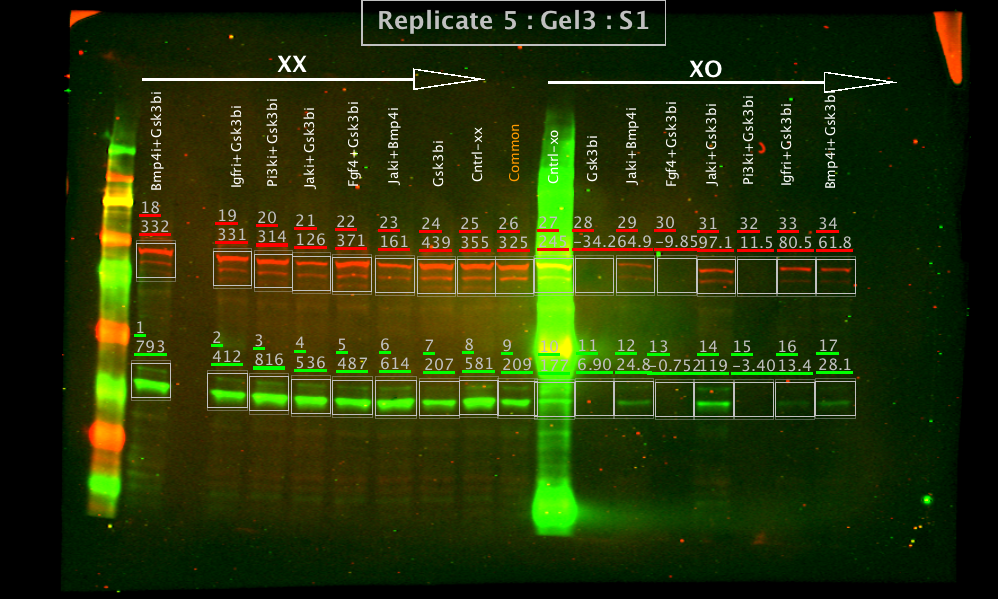 Replicate 5 : Gel3 : S1
XX
XO
Bmp4i+Gsk3bi
Igfri+Gsk3bi
Pi3ki+Gsk3bi
Jaki+Gsk3bi
Fgf4+Gsk3bi
Jaki+Bmp4i
Gsk3bi
Cntrl-xx
Common
Cntrl-xo
Gsk3bi
Jaki+Bmp4i
Fgf4+Gsk3bi
Jaki+Gsk3bi
Pi3ki+Gsk3bi
Igfri+Gsk3bi
Bmp4i+Gsk3b
18 19 20 21 22 23 24 25 26 27 28 29 30 31 32 33 34
332 331 314 126 371 161 439 355 325 245 -34.2 64.9 -9.85 97.1 11.5 80.5 61.8
1 2 3 4 5 6 7 8 9 10 11 12 13 14 15 16 17
793 412 816 536 487 614 207 581 209 177 6.90 24.8 -0.752 119 -3.40 13.4 28.1